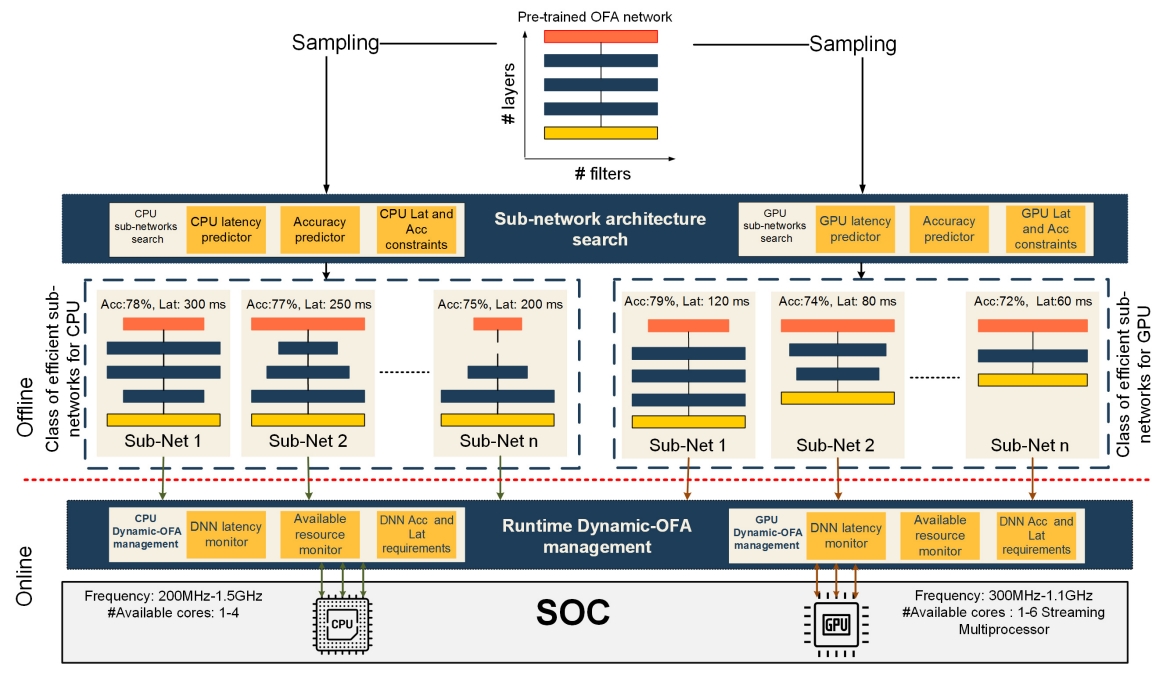 Pre-trained OFA network
Sampling
Sampling
# layers
# filters
CPU
sub-networks
search
CPU latency
predictor
Accuracy
predictor
CPU Lat and
Acc
constraints
Sub-network architecture
search
GPU
sub-networks
search
GPU latency
predictor
Accuracy
predictor
GPU Lat
and Acc
constraints
Offline
Class of efficient sub-
networks for CPU
Acc:78%, Lat: 300 ms
Sub-Net 1
Acc:77%, Lat: 250 ms
Sub-Net 2
Acc:75%, Lat: 200 ms
Sub-Net n
Acc:79%, Lat: 120 ms
Sub-Net 1
Acc:74%, Lat: 80 ms
Sub-Net 2
Acc:72%, Lat:60 ms
Sub-Net n
Class of efficient sub-
networks for GPU
Online
CPU
Dynamic-OFA
management
DNN latency
monitor
Available
resource
monitor
DNN Acc and
Lat
requirements
Runtime Dynamic-OFA
management
GPU
Dynamic-OFA
management
DNN latency
monitor
Available
resource
monitor
DNN Acc and
Lat
requirements
Frequency: 200MHz-1.5GHz
#Available cores: 1-4
CPU
SOC
GPU
Frequency: 300MHz-1.1GHz
#Available cores : 1-6 Streaming
Multiprocessor